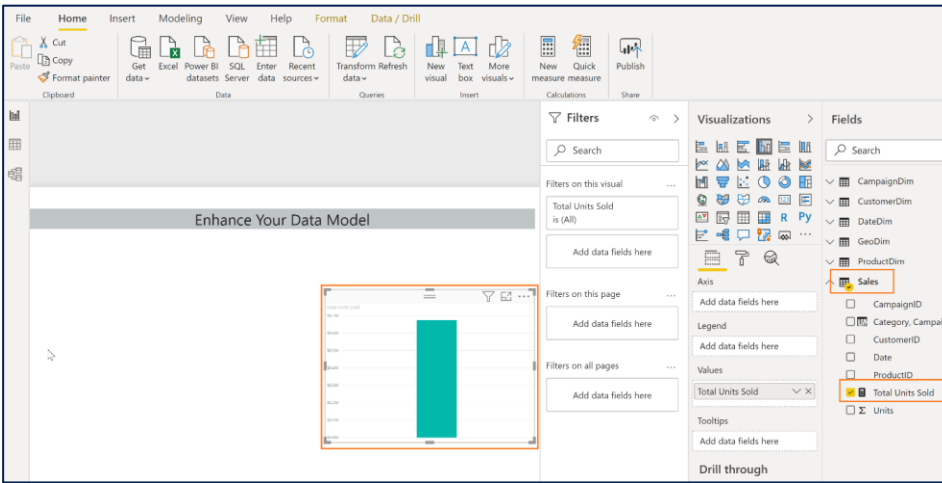 File Home Insert Modeling View Help Format Data / Drill
Paste
Cut
Copy
Format painter
Clipboard
Get data
Excel
Power BI datasets
SQL Server
Enter data
Recent sources
Data
Transform data
Refresh
Queries
New visual
Text box
More visuals
Insert
New measure
Quick measure
Calculations
Publish
Share
Enhance Your Data Model
Filters
Search
Filters on this visual ...
Total Units Sold
is (All)
Add data fields here
Filters on this page ...
Add data fields here
Filters on all pages ...
Add data fields here
Visualizations
R Py
Axis
Add data fields here
Legend
Add data fields here
Values
Total Units Sold
Tooltips
Add data fields here
Drill through
Fields
Search
CampaignDim
CustomerDim
DateDim
GeoDim
ProductDim
Sales
CampaignID
Category, Campai
CustomerID
Date
ProductID
Total Units Sold
Σ Units